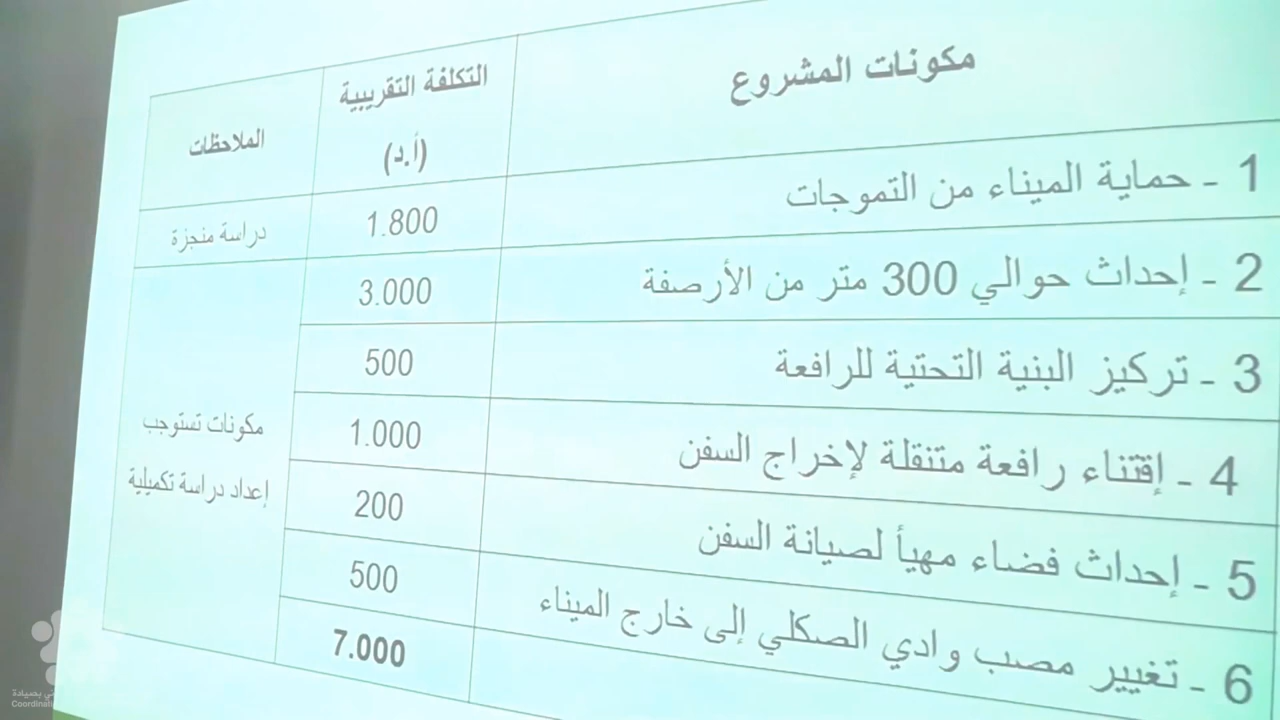 مكونات المشروع
التكلفة التقريبية
(أ.د)
الملاحظات
1 - حماية الميناء من التموجات
1.800
دراسة منجزة
2 - إحداث حوالي 300 متر من الأرصفة
3.000
مكونات تستوجب
إعداد دراسة تكميلية
3 - تركيز البنية التحتية للرافعة
500
4 - إقتناء رافعة متنقلة لإخراج السفن
1.000
5 - إحداث فضاء مهيأ لصيانة السفن
200
6 - تغيير مصب وادي الصكلي إلى خارج الميناء
500
7.000
ني بصيادة
Coordinati